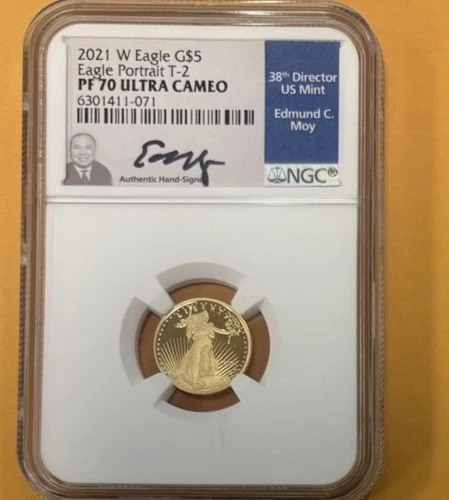 2021 W Eagle G$5
Eagle Portrait T-2
PF 70 ULTRA CAMEO
6301411-071
38th Director
US Mint
Edmund C.
Moy
Authentic Hand-Signe
NGC®
LIBERTY